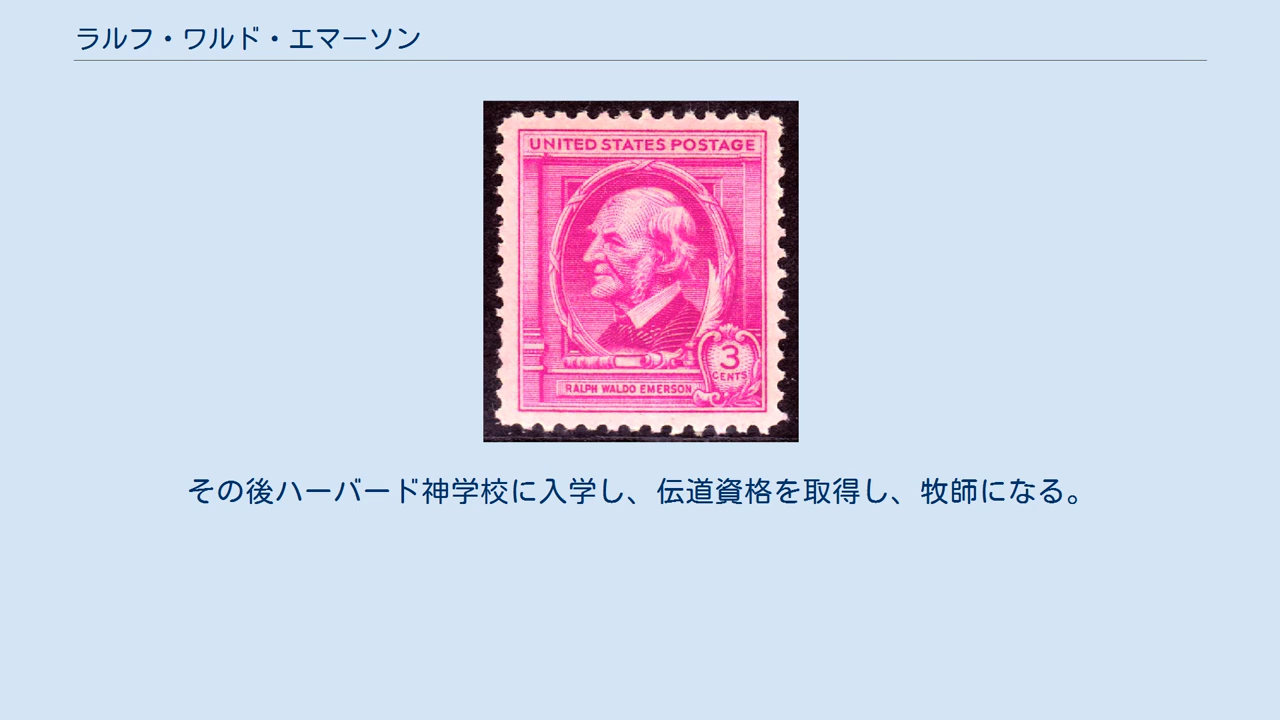 ラルフ・ワルド・エマーソン
UNITED STATES POSTAGE
3
CENTS
RALPH WALDO EMERSON
その後ハーバード神学校に入学し、伝道資格を取得し、牧師になる。